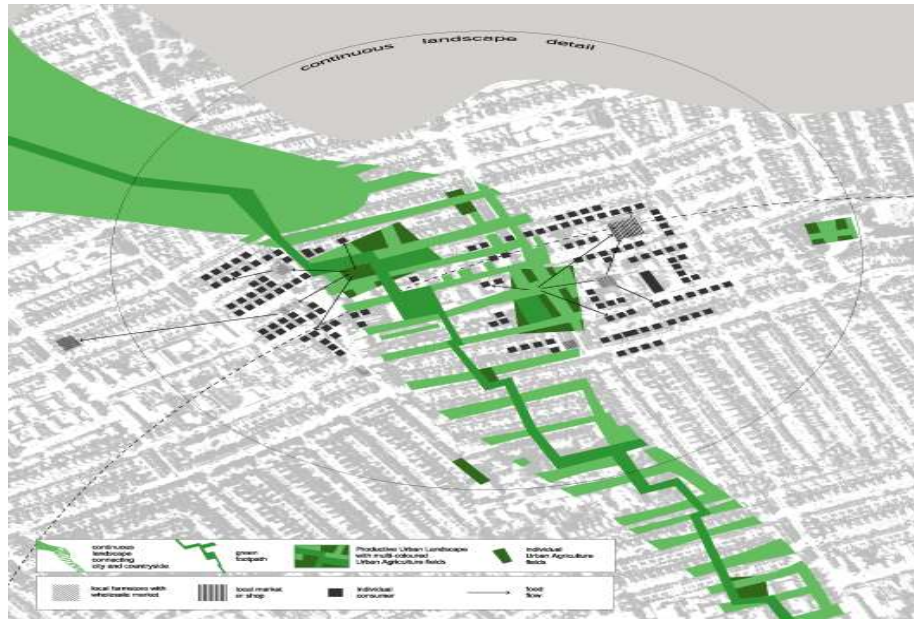 continuous landscape detail
continuous
landscape
connecting
city and countryside
green
footpath
Productive Urban Landscape
with multi-coloured
Urban Agriculture fields
individual
Urban Agriculture
fields
local farmstore with
wholesale market
local market
or shop
individual
consumer
food
flow